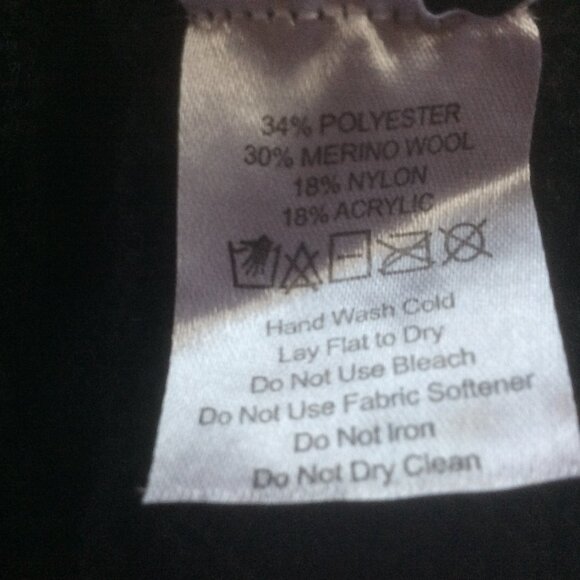 34% POLYESTER
30% MERINO WOOL
18% NYLON
18% ACRYLIC
Hand Wash Cold
Lay Flat to Dry
Do Not Use Bleach
Do Not Use Fabric Softener
Do Not Iron
Do Not Dry Clean